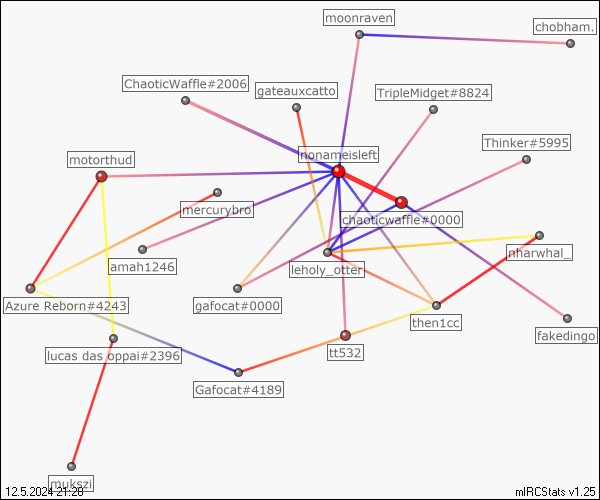 moonraven
chobham.
ChaoticWaffle#2006
gateauxcatto
TripleMidget#8824
Thinker#5995
nonameisleft
motorthud
mercurybro
chaoticwaffle#0000
nharwhal_
amah1246
leholy_otter
Azure Reborn#4243
gafocat#0000
then1cc
fakedingo
lucas das oppai#2396
tt532
Gafocat#4189
mukszi
12.5.2024 21:28
mIRCStats v1.25